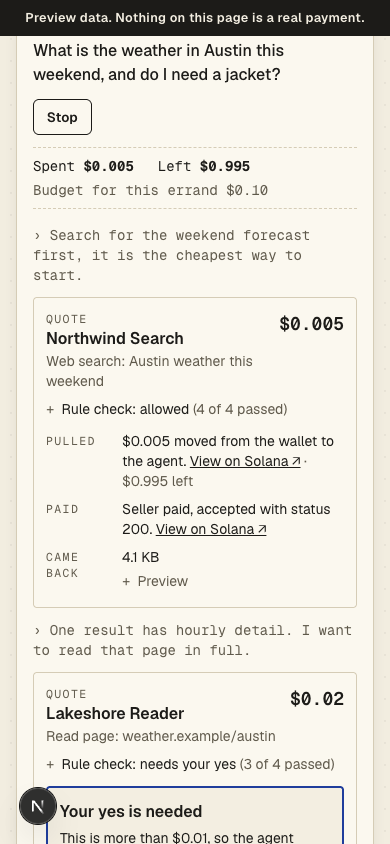 Preview data. Nothing on this page is a real payment.
What is the weather in Austin this
weekend, and do I need a jacket?
Stop
Spent $0.005 Left $0.995
Budget for this errand $0.10
› Search for the weekend forecast
first, it is the cheapest way to
start.
QUOTE
$0.005
Northwind Search
Web search: Austin weather this
weekend
+ Rule check: allowed (4 of 4 passed)
PULLED
$0.005 moved from the wallet to
the agent. View on Solana ↗ ·
$0.995 left
PAID
Seller paid, accepted with status
200. View on Solana ↗
CAME
BACK
4.1 KB
+ Preview
› One result has hourly detail. I want
to read that page in full.
QUOTE
$0.02
Lakeshore Reader
Read page: weather.example/austin
+ Rule check: needs your yes (3 of 4 passed)
N
Your yes is needed
This is more than $0.01, so the agent